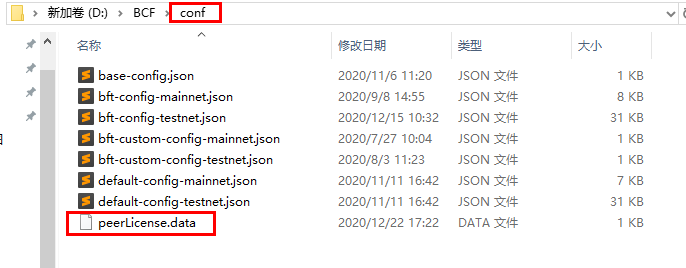 新加卷 (D:) > BCF > conf
名称 修改日期 类型 大小
base-config.json 2020/11/6 11:20 JSON 文件 1 KB
bft-config-mainnet.json 2020/9/8 14:55 JSON 文件 8 KB
bft-config-testnet.json 2020/12/15 10:32 JSON 文件 31 KB
bft-custom-config-mainnet.json 2020/7/27 10:04 JSON 文件 1 KB
bft-custom-config-testnet.json 2020/8/3 11:23 JSON 文件 1 KB
default-config-mainnet.json 2020/11/11 16:42 JSON 文件 7 KB
default-config-testnet.json 2020/11/11 16:42 JSON 文件 31 KB
peerLicense.data 2020/12/22 17:22 DATA 文件 1 KB